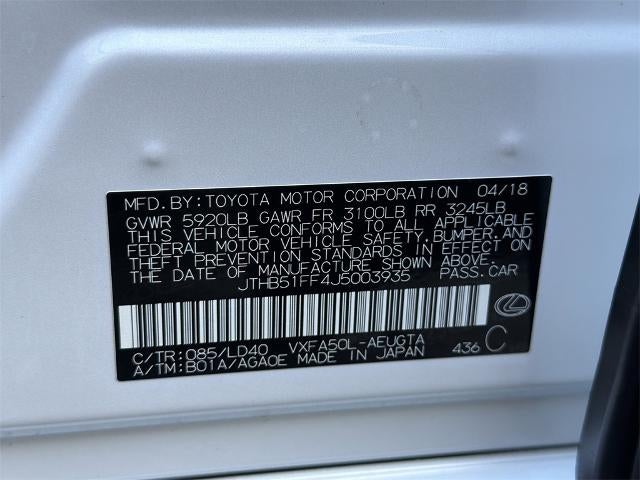 MFD.BY:TOYOTA MOTOR CORPORATION 04/18
GVWR 5920LB GAWR FR 3100LB RR 3245LB
THIS VEHICLE CONFORMS TO ALL APPLICABLE
FEDERAL MOTOR VEHICLE SAFETY,BUMPER,AND
THEFT PREVENTION STANDARDS IN EFFECT ON
THE DATE OF MANUFACTURE SHOWN ABOVE.
JTHB51FF4J5003935 PASS.CAR
C/TR:085/LD40 VXFA50L-AEUGTA
A/TM:B01A/AGA0E MADE IN JAPAN 436 C